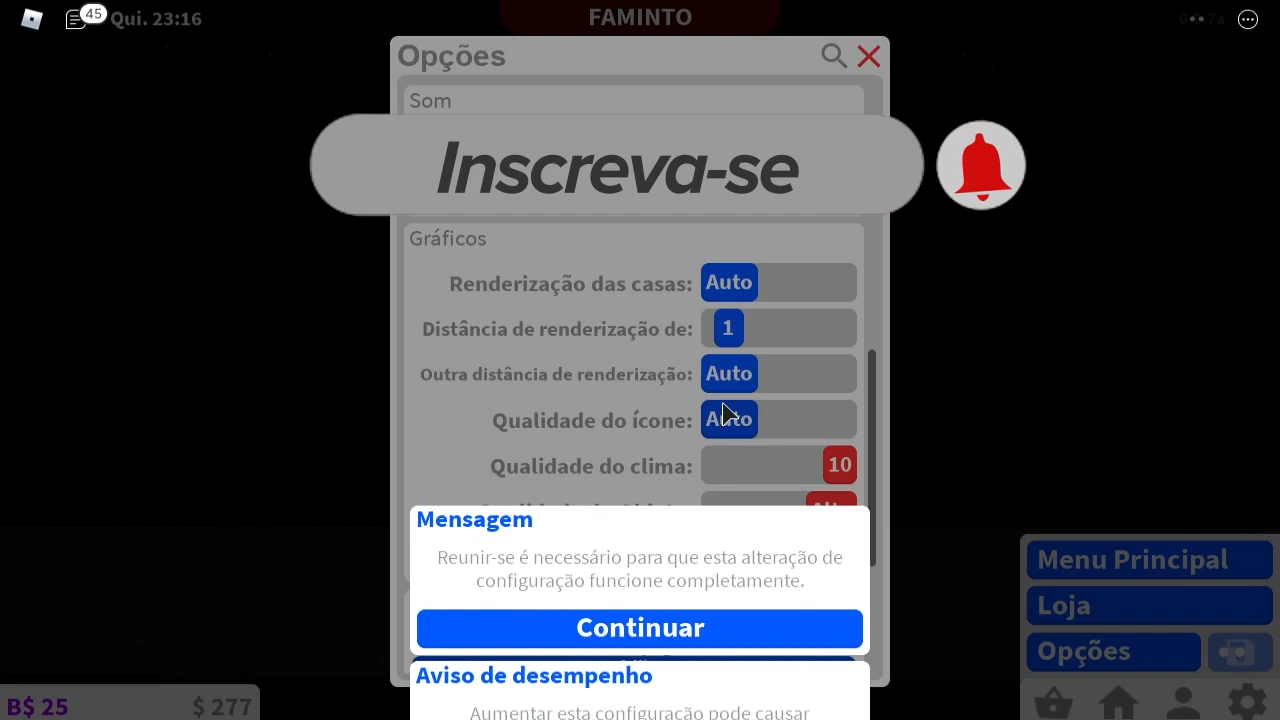 45
Qui. 23:16
FAMINTO
Opções
Som
Inscreva-se
Gráficos
Renderização das casas:
Auto
Distância de renderização de:
1
Outra distância de renderização:
Auto
Qualidade do ícone:
Auto
Qualidade do clima:
10
Mensagem
Reunir-se é necessário para que esta alteração de
configuração funcione completamente.
Continuar
Aviso de desempenho
Aumentar esta configuração pode causar
Menu Principal
Loja
Opções
B$ 25
$ 277